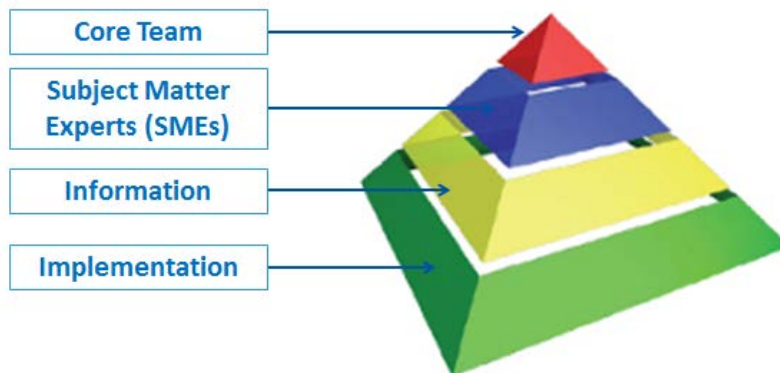 Core Team
Subject Matter
Experts (SMEs)
Information
Implementation